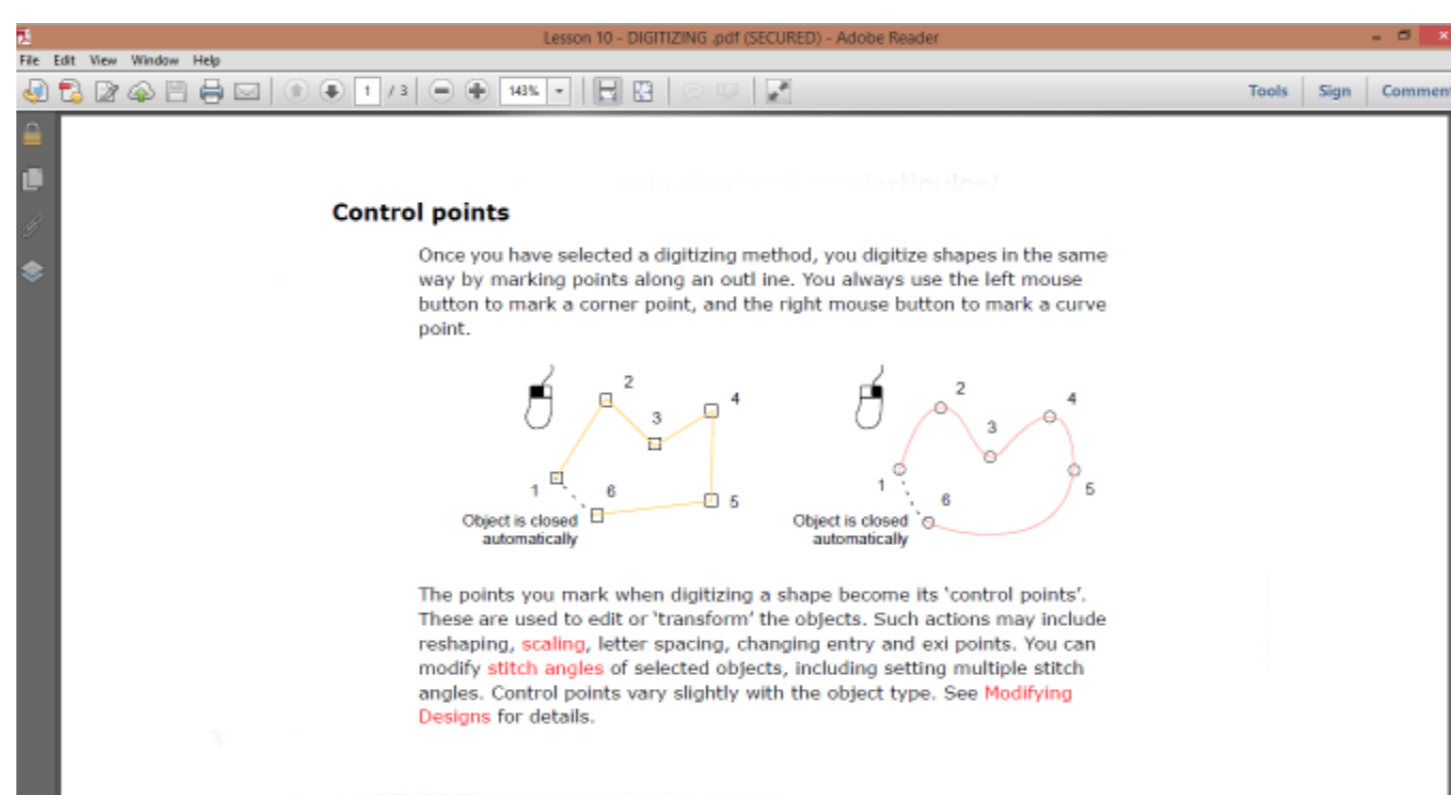 Lesson 10 - DIGITIZING .pdf (SECURED) - Adobe Reader
File Edit View Window Help
1 / 3 143% Tools Sign Comment
Control points
Once you have selected a digitizing method, you digitize shapes in the same
way by marking points along an outl ine. You always use the left mouse
button to mark a corner point, and the right mouse button to mark a curve
point.
2 4 3 1 6 5
Object is closed
automatically
2 4 3 1 6 5
Object is closed
automatically
The points you mark when digitizing a shape become its ‘control points’.
These are used to edit or ‘transform’ the objects. Such actions may include
reshaping, scaling, letter spacing, changing entry and exi points. You can
modify stitch angles of selected objects, including setting multiple stitch
angles. Control points vary slightly with the object type. See Modifying
Designs for details.